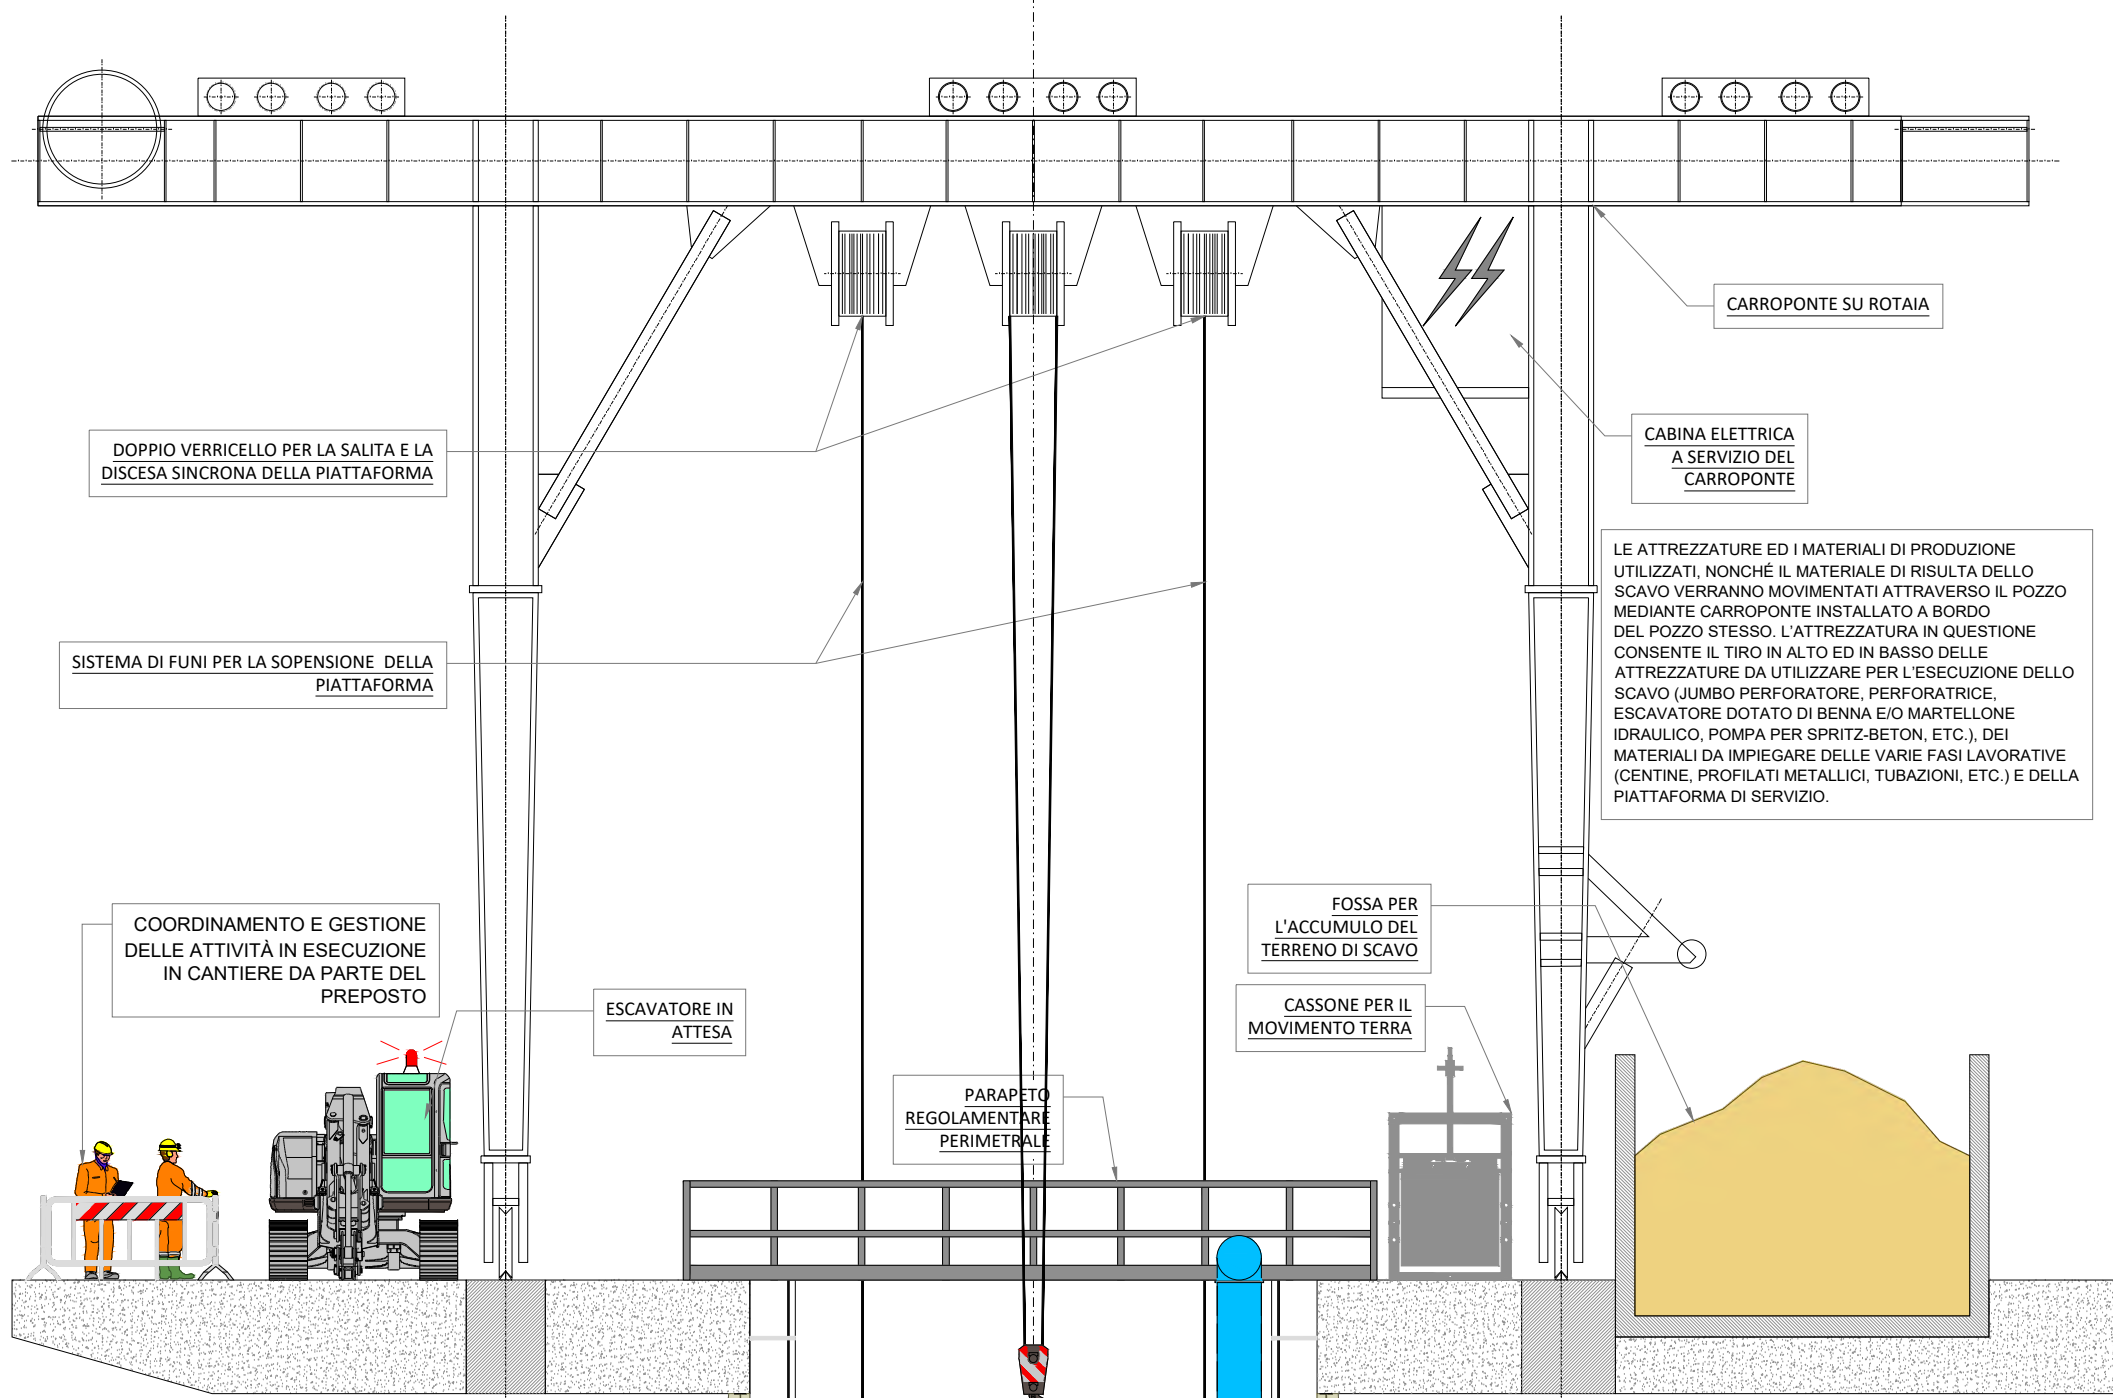 CARROPONTE SU ROTAIA
DOPPIO VERRICELLO PER LA SALITA E LA
DISCESA SINCRONA DELLA PIATTAFORMA
CABINA ELETTRICA
A SERVIZIO DEL
CARROPONTE
LE ATTREZZATURE ED I MATERIALI DI PRODUZIONE
UTILIZZATI, NONCHÉ IL MATERIALE DI RISULTA DELLO
SCAVO VERRANNO MOVIMENTATI ATTRAVERSO IL POZZO
MEDIANTE CARROPONTE INSTALLATO A BORDO
DEL POZZO STESSO. L'ATTREZZATURA IN QUESTIONE
CONSENTE IL TIRO IN ALTO ED IN BASSO DELLE
ATTREZZATURE DA UTILIZZARE PER L'ESECUZIONE DELLO
SCAVO (JUMBO PERFORATORE, PERFORATRICE,
ESCAVATORE DOTATO DI BENNA E/O MARTELLONE
IDRAULICO, POMPA PER SPRITZ-BETON, ETC.), DEI
MATERIALI DA IMPIEGARE DELLE VARIE FASI LAVORATIVE
(CENTINE, PROFILATI METALLICI, TUBAZIONI, ETC.) E DELLA
PIATTAFORMA DI SERVIZIO.
SISTEMA DI FUNI PER LA SOPENSIONE DELLA
PIATTAFORMA
COORDINAMENTO E GESTIONE
DELLE ATTIVITÀ IN ESECUZIONE
IN CANTIERE DA PARTE DEL
PREPOSTO
FOSSA PER
L'ACCUMULO DEL
TERRENO DI SCAVO
ESCAVATORE IN
ATTESA
CASSONE PER IL
MOVIMENTO TERRA
PARAPETO
REGOLAMENTARE
PERIMETRALE